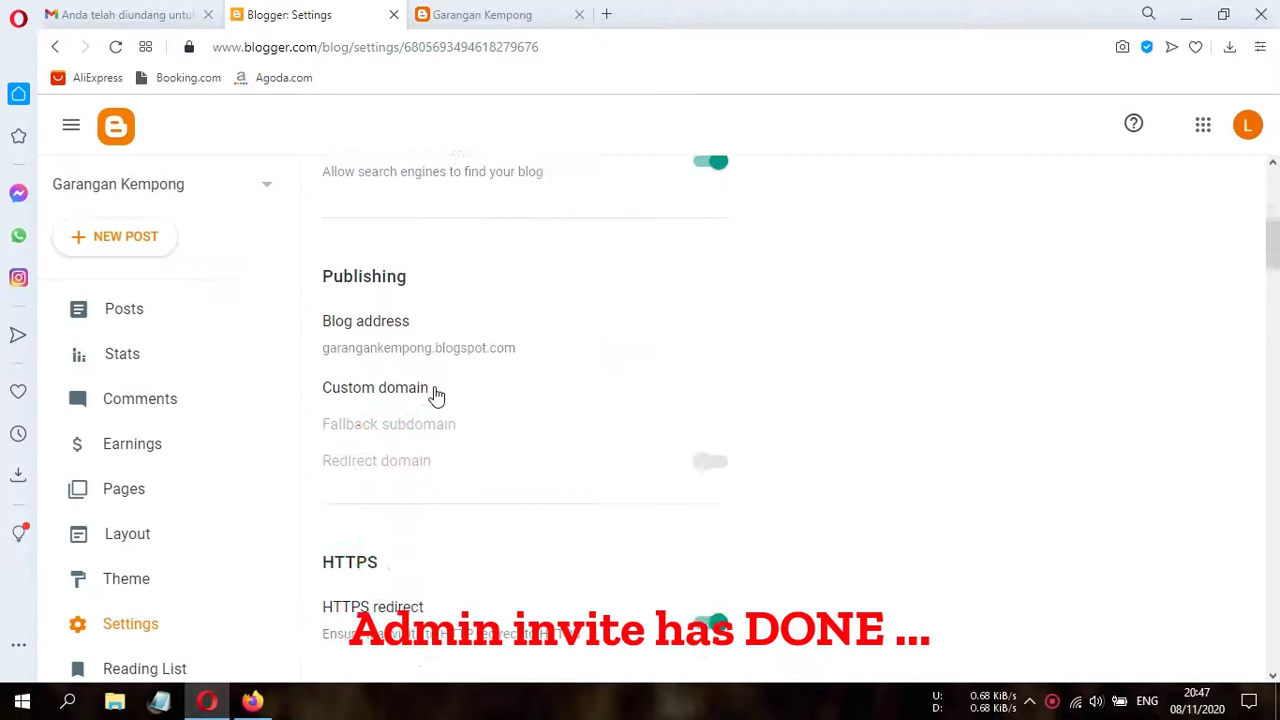 Anda telah diundang untu
Blogger: Settings
Garangan Kempong
www.blogger.com/blog/settings/6805693494618279676
AliExpress
Booking.com
Agoda.com
L
Garangan Kempong
NEW POST
Posts
Stats
Comments
Earnings
Pages
Layout
Theme
Settings
Reading List
Allow search engines to find your blog
Publishing
Blog address
garangankempong.blogspot.com
Custom domain
Fallback subdomain
Redirect domain
HTTPS
HTTPS redirect
Admin invite has DONE ...
U: 0.68 KiB/s
D: 0.68 KiB/s
ENG
20:47
08/11/2020